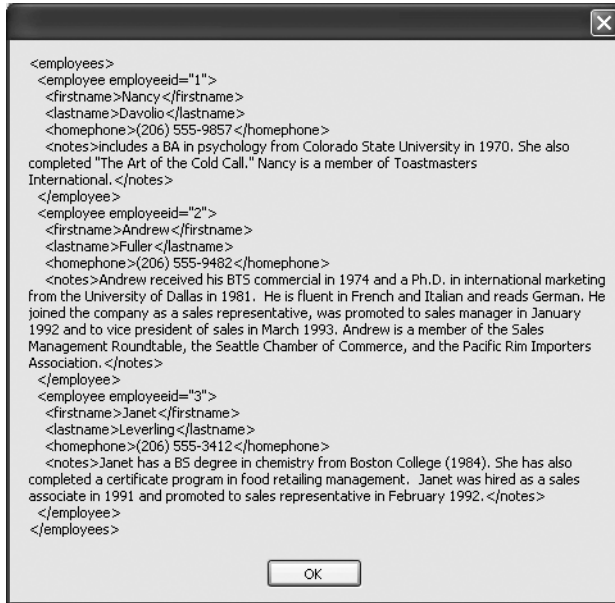 <employees>
<employee employeeid="1">
<firstname>Nancy</firstname>
<lastname>Davolio</lastname>
<homephone>(206) 555-9857</homephone>
<notes>includes a BA in psychology from Colorado State University in 1970. She also
completed "The Art of the Cold Call." Nancy is a member of Toastmasters
International.</notes>
</employee>
<employee employeeid="2">
<firstname>Andrew</firstname>
<lastname>Fuller</lastname>
<homephone>(206) 555-9482</homephone>
<notes>Andrew received his BTS commercial in 1974 and a Ph.D. in international marketing
from the University of Dallas in 1981.  He is fluent in French and Italian and reads German. He
joined the company as a sales representative, was promoted to sales manager in January
1992 and to vice president of sales in March 1993. Andrew is a member of the Sales
Management Roundtable, the Seattle Chamber of Commerce, and the Pacific Rim Importers
Association.</notes>
</employee>
<employee employeeid="3">
<firstname>Janet</firstname>
<lastname>Leverling</lastname>
<homephone>(206) 555-3412</homephone>
<notes>Janet has a BS degree in chemistry from Boston College (1984). She has also
completed a certificate program in food retailing management.  Janet was hired as a sales
associate in 1991 and promoted to sales representative in February 1992.</notes>
</employee>
</employees>
OK